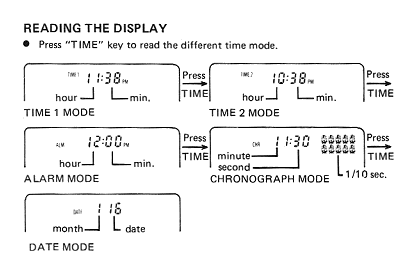 READING THE DISPLAY
● Press "TIME" key to read the different time mode.
TIME 1 11:38 PM
hour min.
TIME 1 MODE
Press
TIME
TIME 2 10:38 PM
hour min.
TIME 2 MODE
Press
TIME
ALM 12:00 PM
hour min.
ALARM MODE
Press
TIME
CHR 11:30
minute
second
1/10 sec.
CHRONOGRAPH MODE
Press
TIME
DATE 1 16
month date
DATE MODE